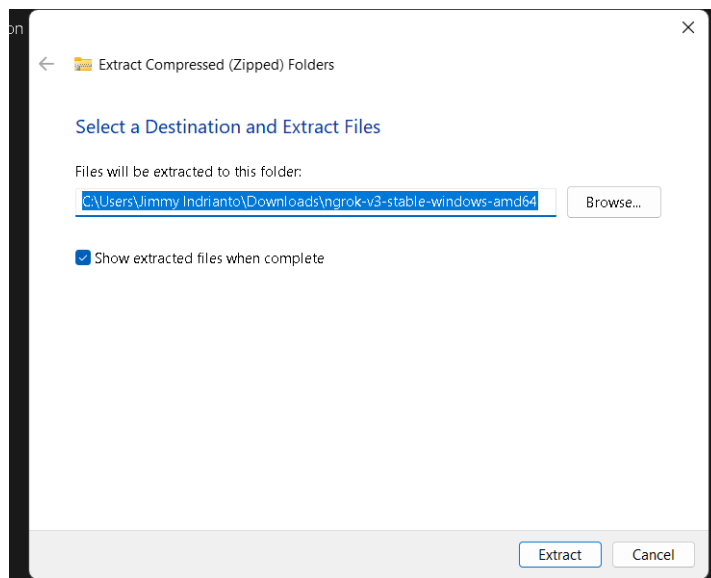 on
Extract Compressed (Zipped) Folders
Select a Destination and Extract Files
Files will be extracted to this folder:
C:\Users\Jimmy Indrianto\Downloads\ngrok-v3-stable-windows-amd64
Browse...
Show extracted files when complete
Extract
Cancel